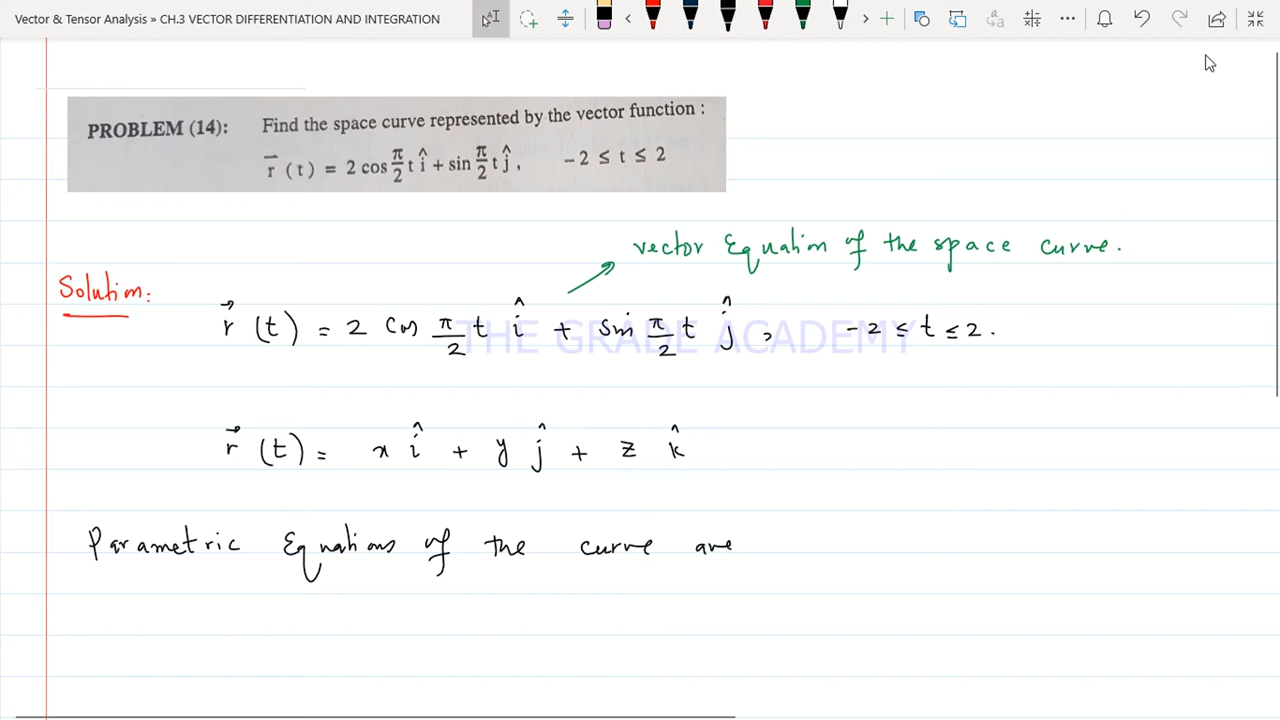 Vector & Tensor Analysis » CH.3 VECTOR DIFFERENTIATION AND INTEGRATION
PROBLEM (14): Find the space curve represented by the vector function :
r⃗ (t) = 2 cos π/2 t î + sin π/2 t ĵ , −2 ≤ t ≤ 2
vector Equation of the space curve.
Solution:
r⃗ (t) = 2 Cos π/2 t î + Sin π/2 t ĵ , -2 ≤ t ≤ 2.
THE GRADE ACADEMY
r⃗ (t) = x î + y ĵ + z k̂
Parametric Equations of the curve are